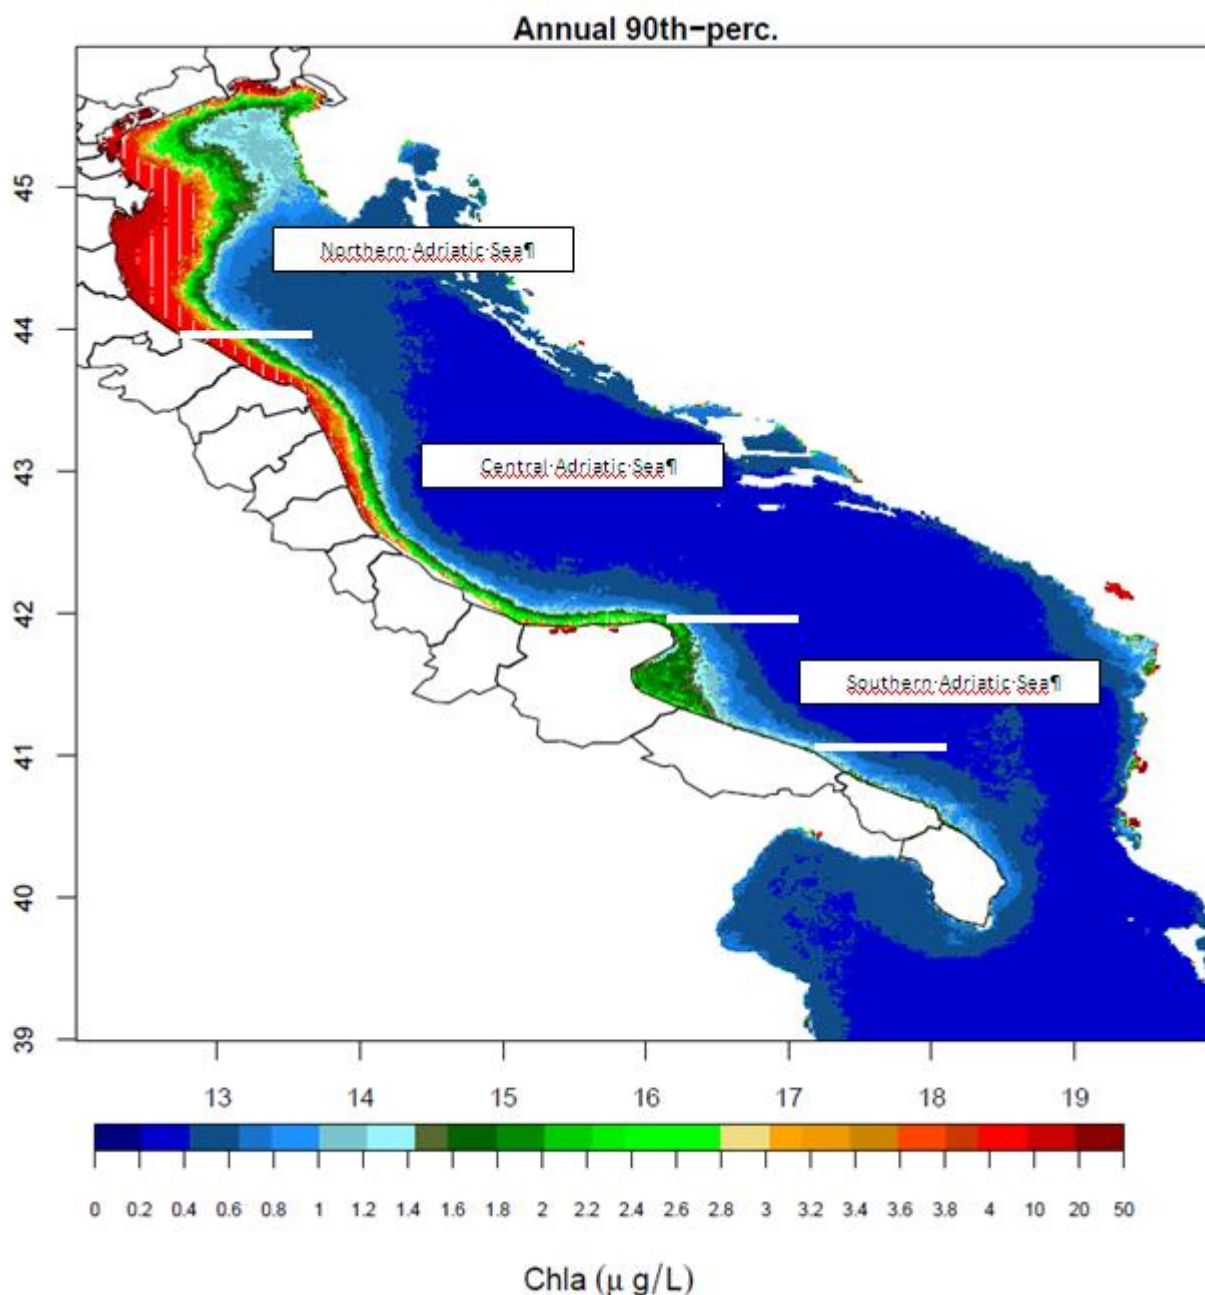 Annual 90th−perc.
45
Northern·Adriatic·Sea¶
44
43
Central·Adriatic·Sea¶
42
Southern·Adriatic·Sea¶
41
40
39
13 14 15 16 17 18 19
0 0.2 0.4 0.6 0.8 1 1.2 1.4 1.6 1.8 2 2.2 2.4 2.6 2.8 3 3.2 3.4 3.6 3.8 4 10 20 50
Chla (μ g/L)